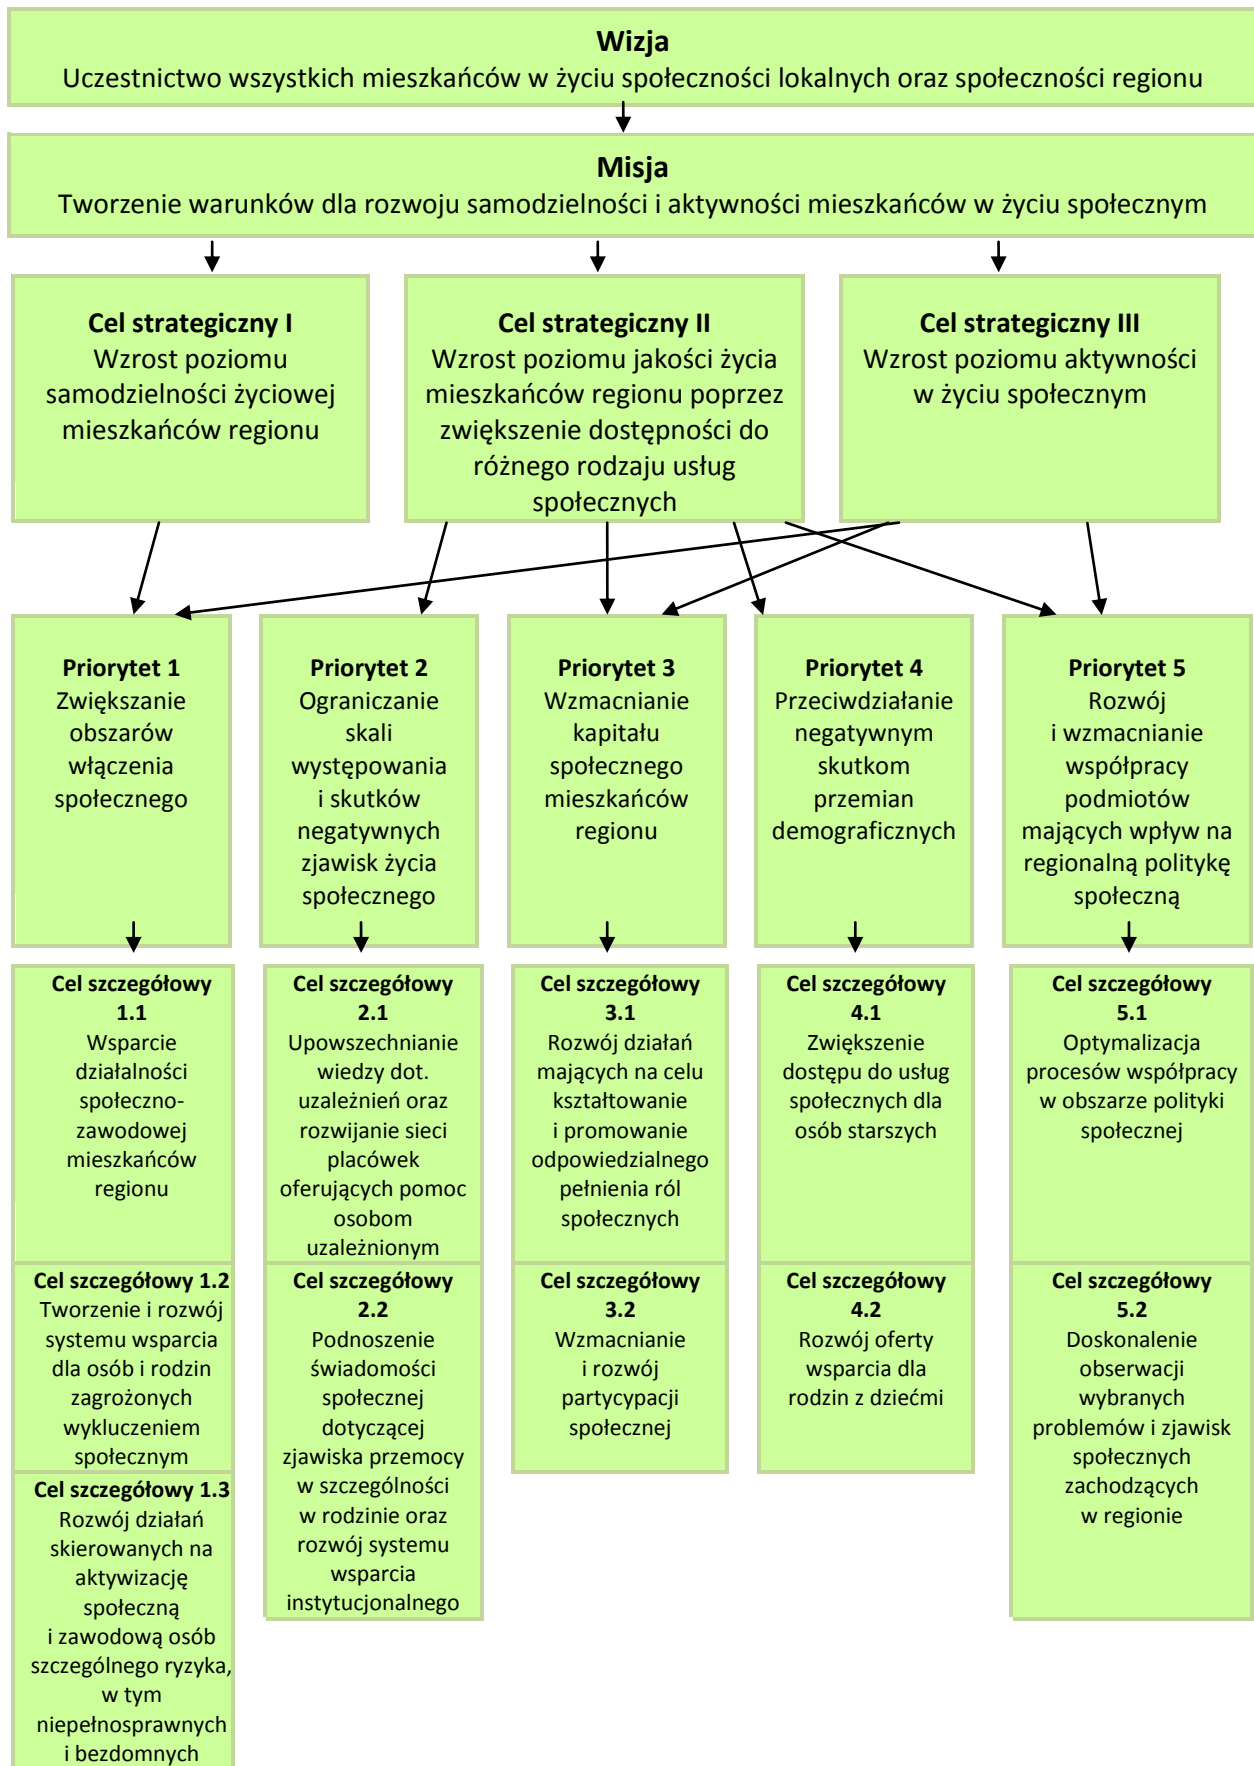 Wizja
Uczestnictwo wszystkich mieszkańców w życiu społeczności lokalnych oraz społeczności regionu
Misja
Tworzenie warunków dla rozwoju samodzielności i aktywności mieszkańców w życiu społecznym
Cel strategiczny I
Wzrost poziomu
samodzielności życiowej
mieszkańców regionu
Cel strategiczny II
Wzrost poziomu jakości życia
mieszkańców regionu poprzez
zwiększenie dostępności do
różnego rodzaju usług
społecznych
Cel strategiczny III
Wzrost poziomu aktywności
w życiu społecznym
Priorytet 1
Zwiększanie
obszarów
włączenia
społecznego
Priorytet 2
Ograniczanie
skali
występowania
i skutków
negatywnych
zjawisk życia
społecznego
Priorytet 3
Wzmacnianie
kapitału
społecznego
mieszkańców
regionu
Priorytet 4
Przeciwdziałanie
negatywnym
skutkom
przemian
demograficznych
Priorytet 5
Rozwój
i wzmacnianie
współpracy
podmiotów
mających wpływ na
regionalną politykę
społeczną
Cel szczegółowy
1.1
Wsparcie
działalności
społeczno-
zawodowej
mieszkańców
regionu
Cel szczegółowy 1.2
Tworzenie i rozwój
systemu wsparcia
dla osób i rodzin
zagrożonych
wykluczeniem
społecznym
Cel szczegółowy 1.3
Rozwój działań
skierowanych na
aktywizację
społeczną
i zawodową osób
szczególnego ryzyka,
w tym
niepełnosprawnych
i bezdomnych
Cel szczegółowy
2.1
Upowszechnianie
wiedzy dot.
uzależnień oraz
rozwijanie sieci
placówek
oferujących pomoc
osobom
uzależnionym
Cel szczegółowy
2.2
Podnoszenie
świadomości
społecznej
dotyczącej
zjawiska przemocy
w szczególności
w rodzinie oraz
rozwój systemu
wsparcia
instytucjonalnego
Cel szczegółowy
3.1
Rozwój działań
mających na celu
kształtowanie
i promowanie
odpowiedzialnego
pełnienia ról
społecznych
Cel szczegółowy
3.2
Wzmacnianie
i rozwój
partycypacji
społecznej
Cel szczegółowy
4.1
Zwiększenie
dostępu do usług
społecznych dla
osób starszych
Cel szczegółowy
4.2
Rozwój oferty
wsparcia dla
rodzin z dziećmi
Cel szczegółowy
5.1
Optymalizacja
procesów współpracy
w obszarze polityki
społecznej
Cel szczegółowy
5.2
Doskonalenie
obserwacji
wybranych
problemów i zjawisk
społecznych
zachodzących
w regionie